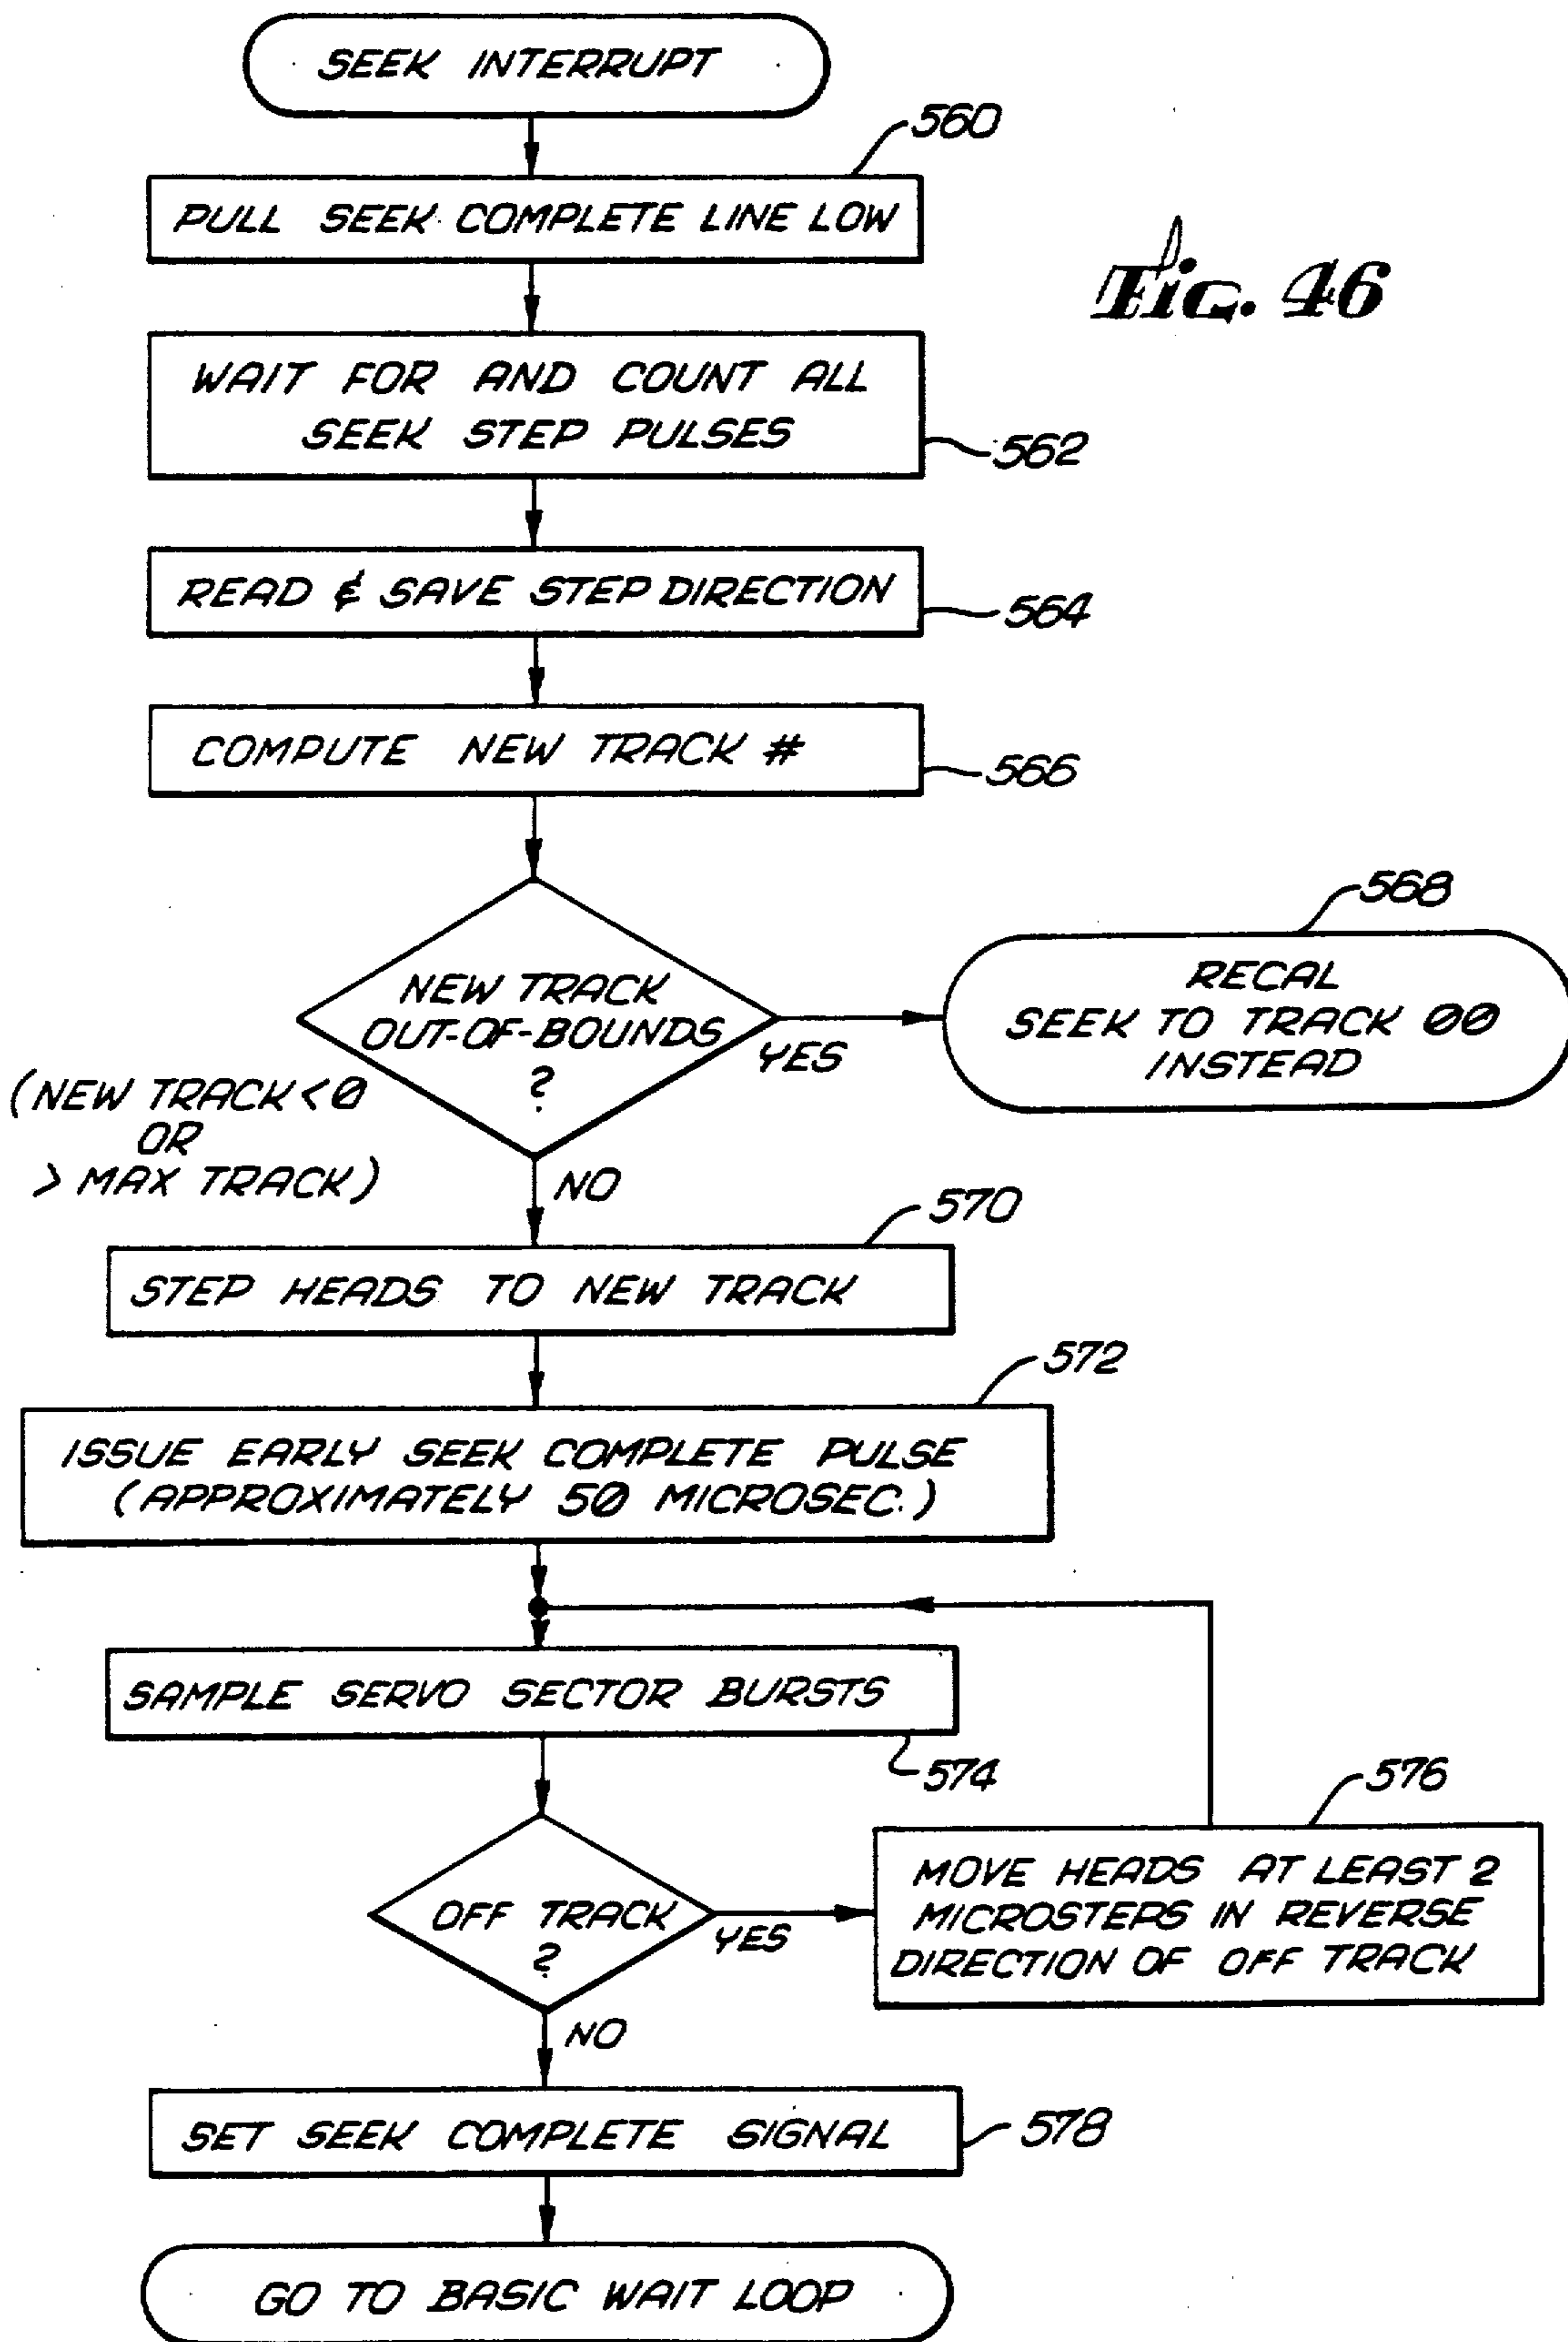 SEEK INTERRUPT
560
PULL SEEK COMPLETE LINE LOW
Fig. 46
WAIT FOR AND COUNT ALL
SEEK STEP PULSES
562
READ & SAVE STEP DIRECTION
564
COMPUTE NEW TRACK #
566
568
NEW TRACK
OUT-OF-BOUNDS
?
YES
RECAL
SEEK TO TRACK 00
INSTEAD
(NEW TRACK < 0
OR
> MAX TRACK)
NO
570
STEP HEADS TO NEW TRACK
572
ISSUE EARLY SEEK COMPLETE PULSE
(APPROXIMATELY 50 MICROSEC.)
SAMPLE SERVO SECTOR BURSTS
574
576
OFF TRACK
?
YES
MOVE HEADS AT LEAST 2
MICROSTEPS IN REVERSE
DIRECTION OF OFF TRACK
NO
SET SEEK COMPLETE SIGNAL
578
GO TO BASIC WAIT LOOP